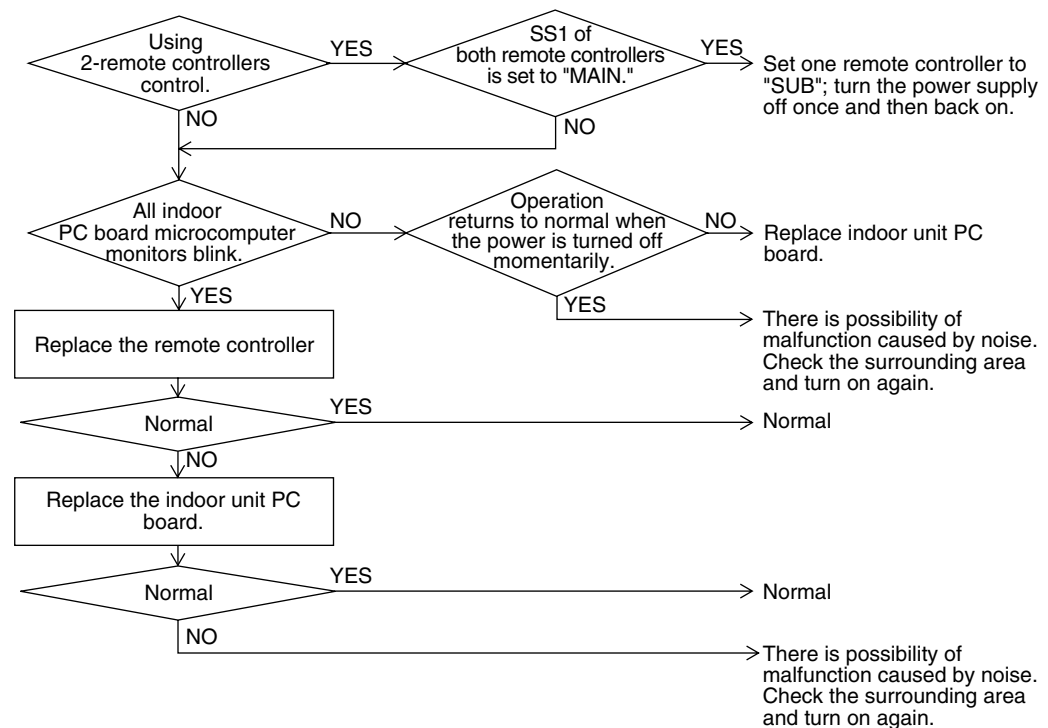 Using
2-remote controllers
control.
YES
SS1 of
both remote controllers
is set to "MAIN."
YES
Set one remote controller to
"SUB"; turn the power supply
off once and then back on.
NO
NO
All indoor
PC board microcomputer
monitors blink.
NO
Operation
returns to normal when
the power is turned off
momentarily.
NO
Replace indoor unit PC
board.
YES
YES
There is possibility of
malfunction caused by noise.
Check the surrounding area
and turn on again.
Replace the remote controller
Normal
YES
Normal
NO
Replace the indoor unit PC
board.
Normal
YES
Normal
NO
There is possibility of
malfunction caused by noise.
Check the surrounding area
and turn on again.